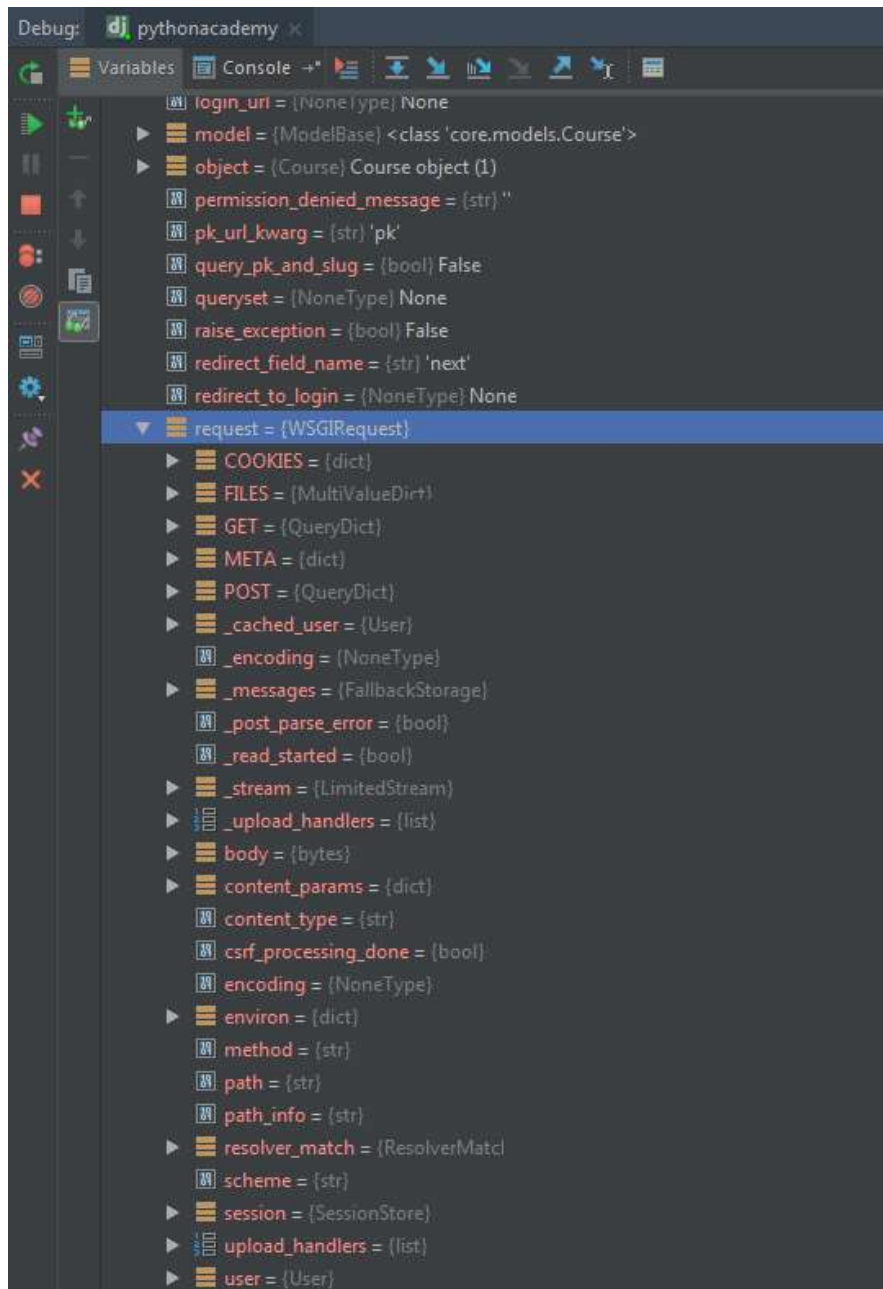 Debug: dj pythonacademy ×
Variables Console
login_url = {NoneType} None
model = {ModelBase} <class 'core.models.Course'>
object = {Course} Course object (1)
permission_denied_message = {str} ''
pk_url_kwarg = {str} 'pk'
query_pk_and_slug = {bool} False
queryset = {NoneType} None
raise_exception = {bool} False
redirect_field_name = {str} 'next'
redirect_to_login = {NoneType} None
request = {WSGIRequest}
COOKIES = {dict}
FILES = {MultiValueDict}
GET = {QueryDict}
META = {dict}
POST = {QueryDict}
_cached_user = {User}
_encoding = {NoneType}
_messages = {FallbackStorage}
_post_parse_error = {bool}
_read_started = {bool}
_stream = {LimitedStream}
_upload_handlers = {list}
body = {bytes}
content_params = {dict}
content_type = {str}
csrf_processing_done = {bool}
encoding = {NoneType}
environ = {dict}
method = {str}
path = {str}
path_info = {str}
resolver_match = {ResolverMatcl
scheme = {str}
session = {SessionStore}
upload_handlers = {list}
user = {User}